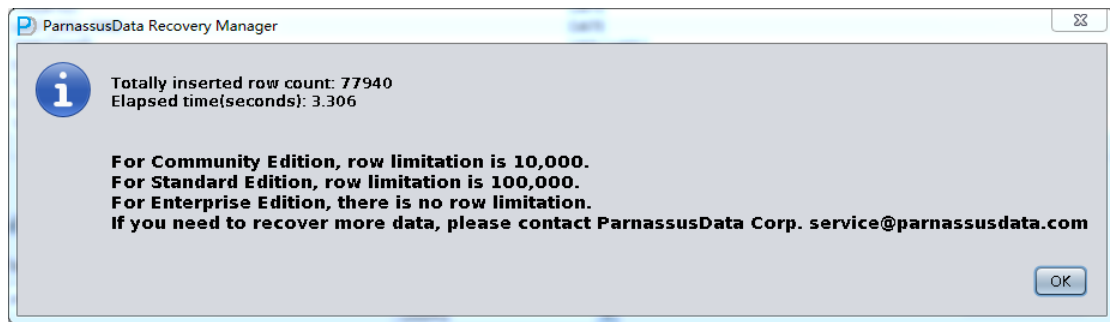 ParnassusData Recovery Manager
Totally inserted row count: 77940
Elapsed time(seconds): 3.306
For Community Edition, row limitation is 10,000.
For Standard Edition, row limitation is 100,000.
For Enterprise Edition, there is no row limitation.
If you need to recover more data, please contact ParnassusData Corp. service@parnassusdata.com
OK